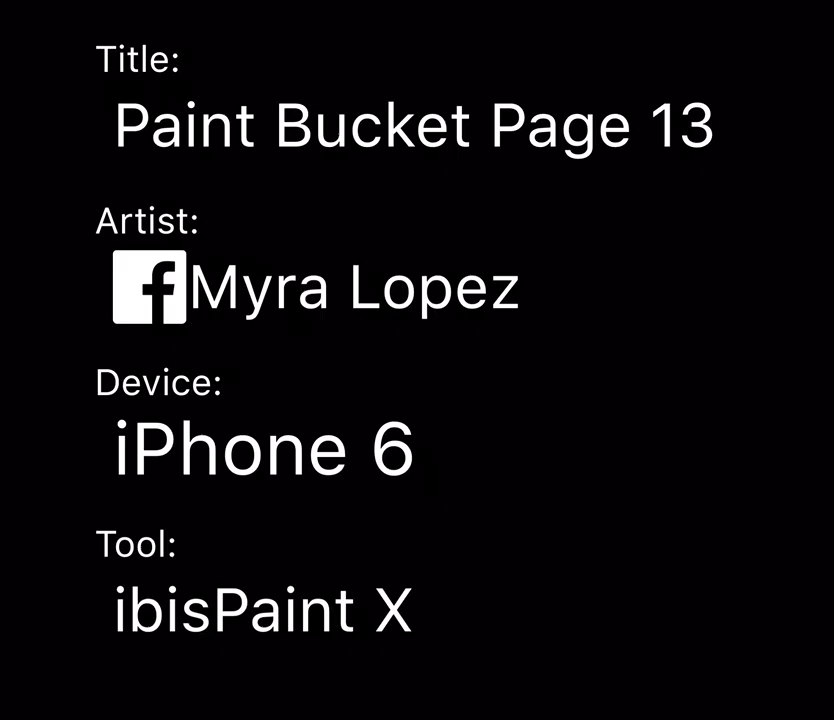 Title:
Paint Bucket Page 13
Artist:
Myra Lopez
Device:
iPhone 6
Tool:
ibisPaint X